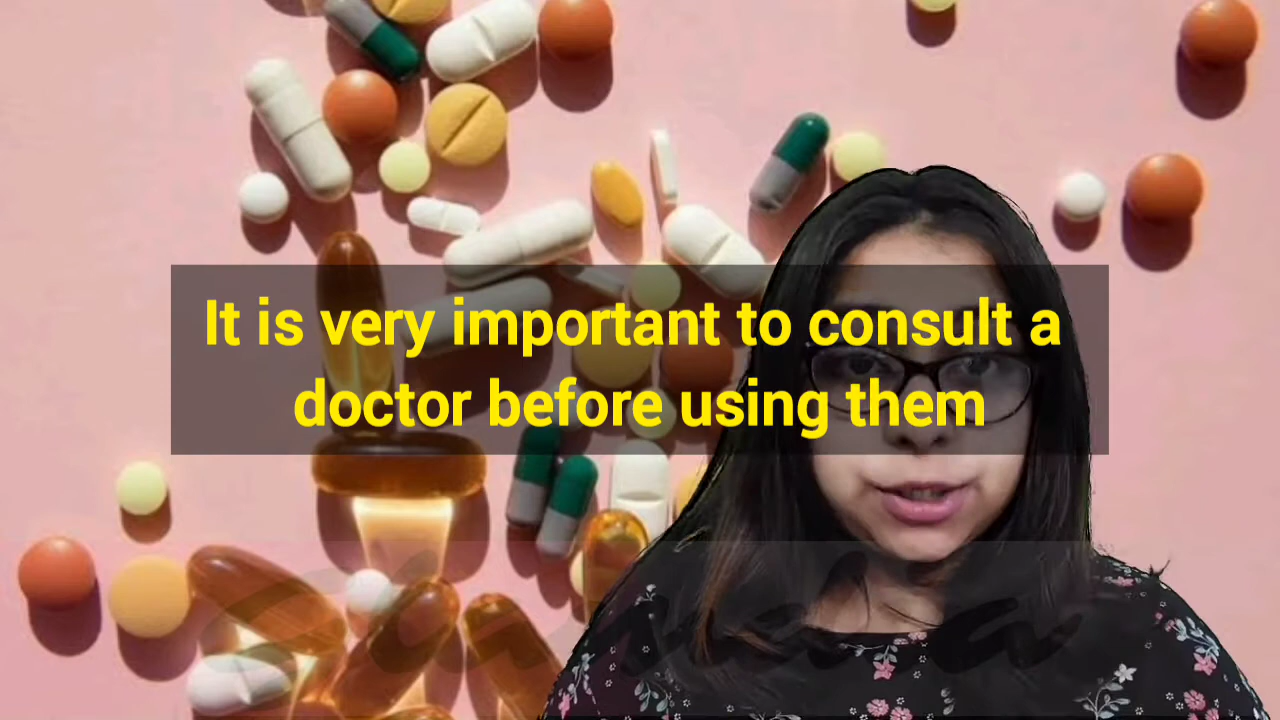 It is very important to consult a
doctor before using them